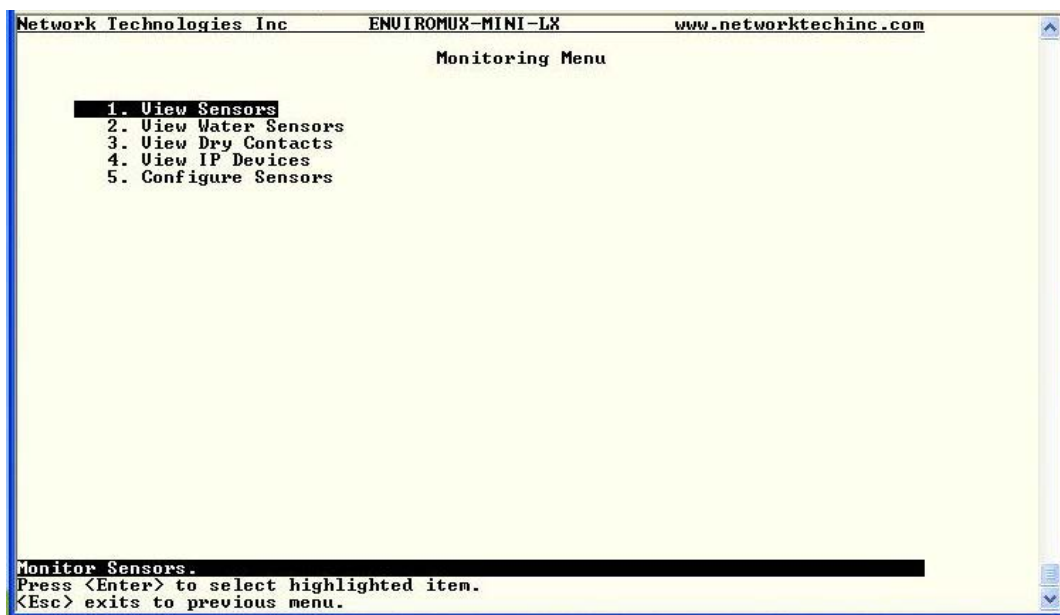 Network Technologies Inc ENVIROMUX-MINI-LX www.networktechinc.com
Monitoring Menu
1. View Sensors
2. View Water Sensors
3. View Dry Contacts
4. View IP Devices
5. Configure Sensors
Monitor Sensors.
Press <Enter> to select highlighted item.
<Esc> exits to previous menu.